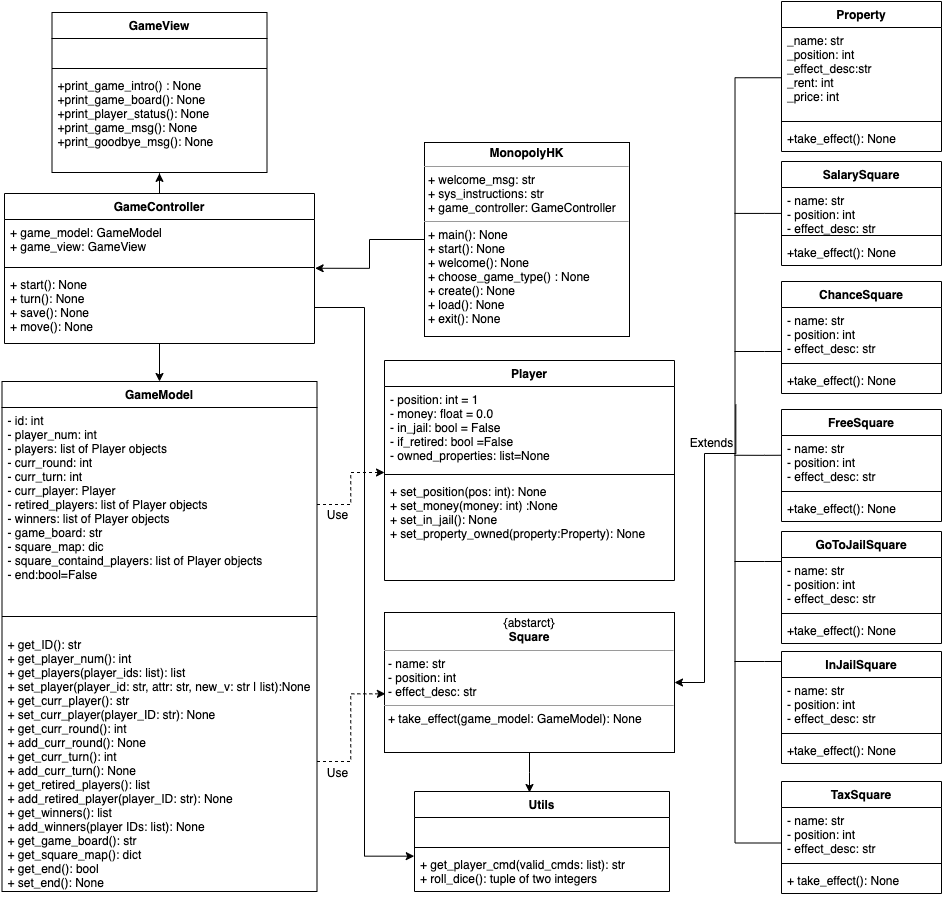 GameView
+print_game_intro() : None
+print_game_board(): None
+print_player_status(): None
+print_game_msg(): None
+print_goodbye_msg(): None
GameController
+ game_model: GameModel
+ game_view: GameView
+ start(): None
+ turn(): None
+ save(): None
+ move(): None
MonopolyHK
+ welcome_msg: str
+ sys_instructions: str
+ game_controller: GameController
+ main(): None
+ start(): None
+ welcome(): None
+ choose_game_type() : None
+ create(): None
+ load(): None
+ exit(): None
GameModel
- id: int
- player_num: int
- players: list of Player objects
- curr_round: int
- curr_turn: int
- curr_player: Player
- retired_players: list of Player objects
- winners: list of Player objects
- game_board: str
- square_map: dic
- square_containd_players: list of Player objects
- end:bool=False
+ get_ID(): str
+ get_player_num(): int
+ get_players(player_ids: list): list
+ set_player(player_id: str, attr: str, new_v: str | list):None
+ get_curr_player(): str
+ set_curr_player(player_ID: str): None
+ get_curr_round(): int
+ add_curr_round(): None
+ get_curr_turn(): int
+ add_curr_turn(): None
+ get_retired_players(): list
+ add_retired_player(player_ID: str): None
+ get_winners(): list
+ add_winners(player IDs: list): None
+ get_game_board(): str
+ get_square_map(): dict
+ get_end(): bool
+ set_end(): None
Use
Use
Player
- position: int = 1
- money: float = 0.0
- in_jail: bool = False
- if_retired: bool =False
- owned_properties: list=None
+ set_position(pos: int): None
+ set_money(money: int) :None
+ set_in_jail(): None
+ set_property_owned(property:Property): None
{abstarct}
Square
- name: str
- position: int
- effect_desc: str
+ take_effect(game_model: GameModel): None
Utils
+ get_player_cmd(valid_cmds: list): str
+ roll_dice(): tuple of two integers
Extends
Property
_name: str
_position: int
_effect_desc:str
_rent: int
_price: int
+take_effect(): None
SalarySquare
- name: str
- position: int
- effect_desc: str
+take_effect(): None
ChanceSquare
- name: str
- position: int
- effect_desc: str
+take_effect(): None
FreeSquare
- name: str
- position: int
- effect_desc: str
+take_effect(): None
GoToJailSquare
- name: str
- position: int
- effect_desc: str
+take_effect(): None
InJailSquare
- name: str
- position: int
- effect_desc: str
+take_effect(): None
TaxSquare
- name: str
- position: int
- effect_desc: str
+ take_effect(): None